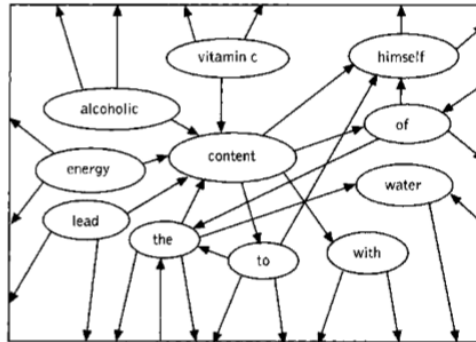 vitamin c
himself
alcoholic
of
content
energy
water
lead
the
to
with